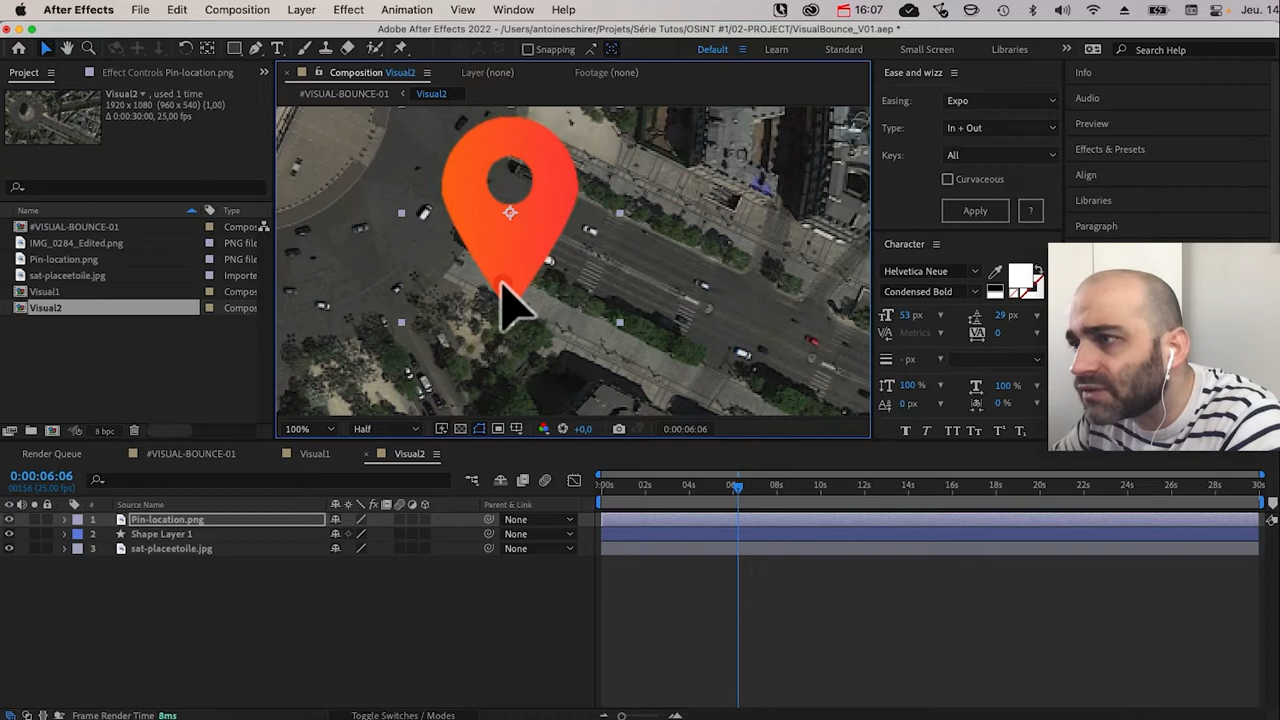 After Effects File Edit Composition Layer Effect Animation View Window Help 16:07 Jeu. 14
Adobe After Effects 2022 - /Users/antoineschirer/Projets/Série Tutos/OSINT #1/02-PROJECT/VisualBounce_V01.aep *
Snapping Default Learn Standard Small Screen Libraries Search Help
Project Effect Controls Pin-location.png
Visual2 , used 1 time
1920 x 1080 (960 x 540) (1,00)
Δ 0:00:30:00, 25,00 fps
Name Type
#VISUAL-BOUNCE-01 Compos
IMG_0284_Edited.png PNG file
Pin-location.png PNG file
sat-placeetoile.jpg Importe
Visual1 Compos
Visual2 Compos
8 bpc
Composition Visual2 Layer (none) Footage (none)
#VISUAL-BOUNCE-01 Visual2
100% Half +0,0 0:00:06:06
Ease and wizz
Easing: Expo
Type: In + Out
Keys: All
Curvaceous
Apply ?
Character
Helvetica Neue
Condensed Bold
53 px 29 px
Metrics 0
- px
100 % 100 %
0 px 0 %
Info
Audio
Preview
Effects & Presets
Align
Libraries
Paragraph
Render Queue #VISUAL-BOUNCE-01 Visual1 Visual2
0:00:06:06
00156 (25.00 fps)
# Source Name Parent & Link
1 Pin-location.png None
2 Shape Layer 1 None
3 sat-placeetoile.jpg None
02s 04s 08s 10s 12s 14s 16s 18s 20s 22s 24s 26s 28s 30s
Frame Render Time 8ms Toggle Switches / Modes